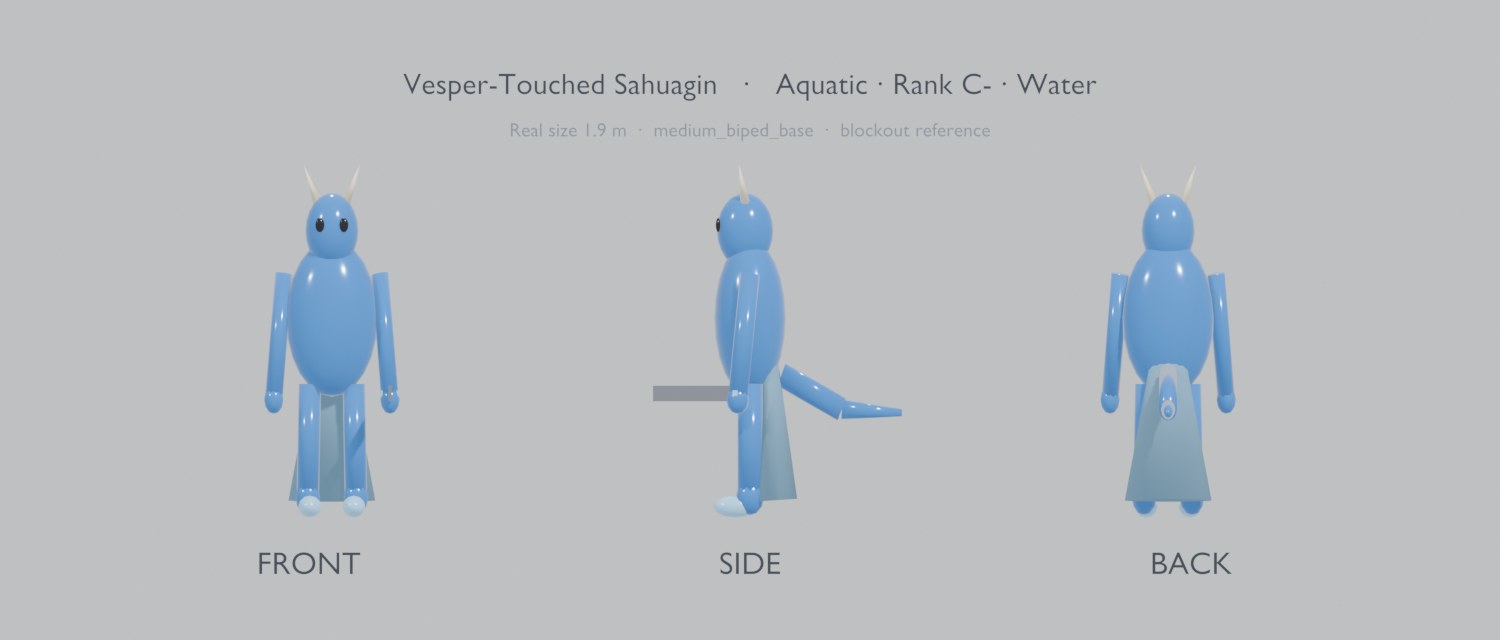 Vesper-Touched Sahuagin · Aquatic · Rank C- · Water
Real size 1.9 m · medium_biped_base · blockout reference
FRONT
SIDE
BACK